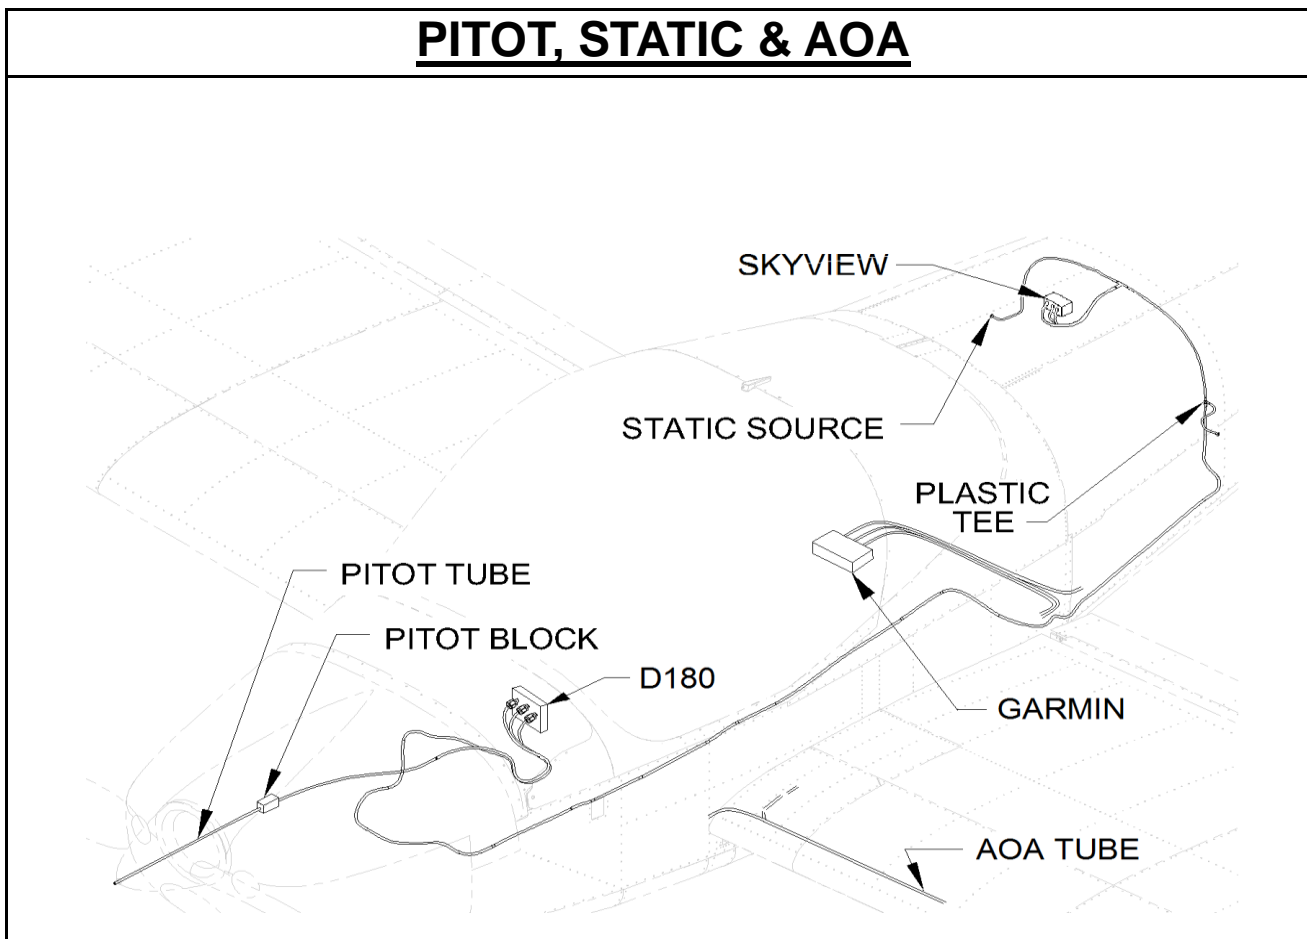 PITOT, STATIC & AOA
SKYVIEW
STATIC SOURCE
PLASTIC
TEE
PITOT TUBE
PITOT BLOCK
D180
GARMIN
AOA TUBE